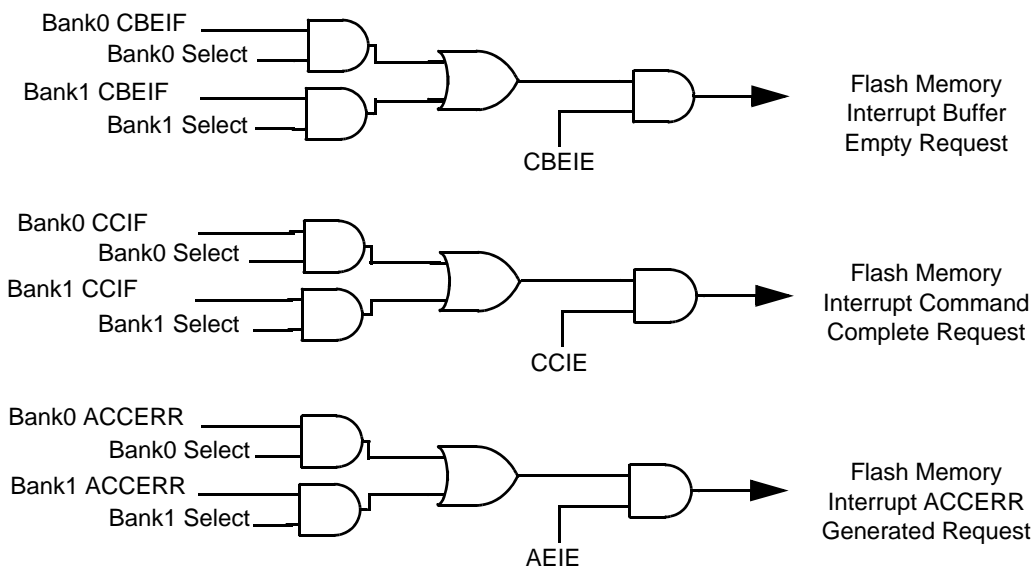 Bank0 CBEIF
Bank0 Select
Bank1 CBEIF
Bank1 Select
CBEIE
Flash Memory
Interrupt Buffer
Empty Request
Bank0 CCIF
Bank0 Select
Bank1 CCIF
Bank1 Select
CCIE
Flash Memory
Interrupt Command
Complete Request
Bank0 ACCERR
Bank0 Select
Bank1 ACCERR
Bank1 Select
AEIE
Flash Memory
Interrupt ACCERR
Generated Request